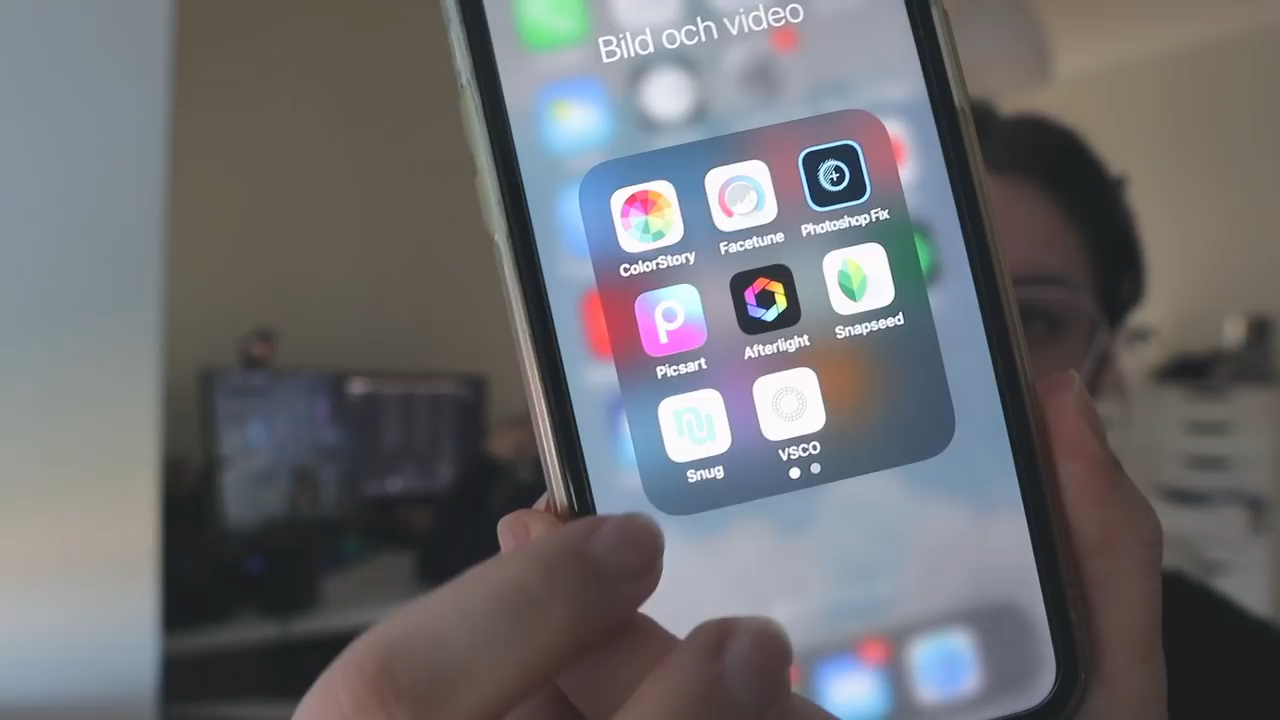 Bild och video
ColorStory
Facetune
Photoshop Fix
Picsart
Afterlight
Snapseed
Snug
VSCO